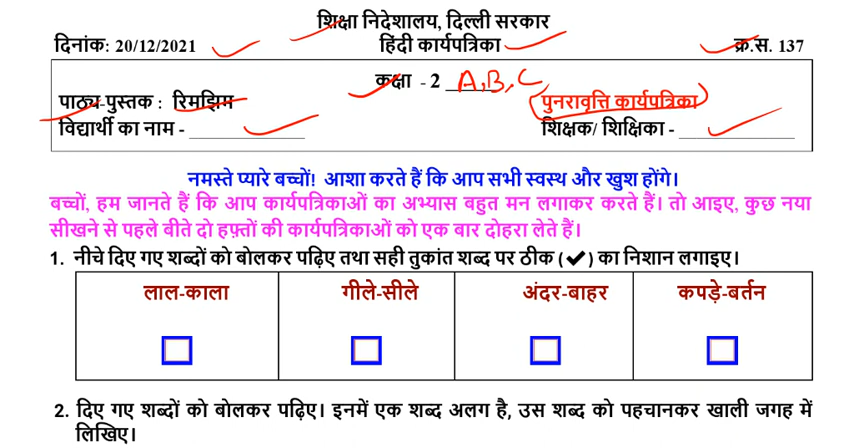 शिक्षा निदेशालय, दिल्ली सरकार
दिनांक: 20/12/2021 हिंदी कार्यपत्रिका क्र.स. 137
कक्षा - 2 A, B, C
पाठ्य-पुस्तक : रिमझिम पुनरावृत्ति कार्यपत्रिका
विद्यार्थी का नाम - ____________ शिक्षक/ शिक्षिका - ____________
नमस्ते प्यारे बच्चों! आशा करते हैं कि आप सभी स्वस्थ और खुश होंगे।
बच्चों, हम जानते हैं कि आप कार्यपत्रिकाओं का अभ्यास बहुत मन लगाकर करते हैं। तो आइए, कुछ नया
सीखने से पहले बीते दो हफ़्तों की कार्यपत्रिकाओं को एक बार दोहरा लेते हैं।
1. नीचे दिए गए शब्दों को बोलकर पढ़िए तथा सही तुकांत शब्द पर ठीक (✔) का निशान लगाइए।
लाल-काला गीले-सीले अंदर-बाहर कपड़े-बर्तन
2. दिए गए शब्दों को बोलकर पढ़िए। इनमें एक शब्द अलग है, उस शब्द को पहचानकर खाली जगह में
लिखिए।